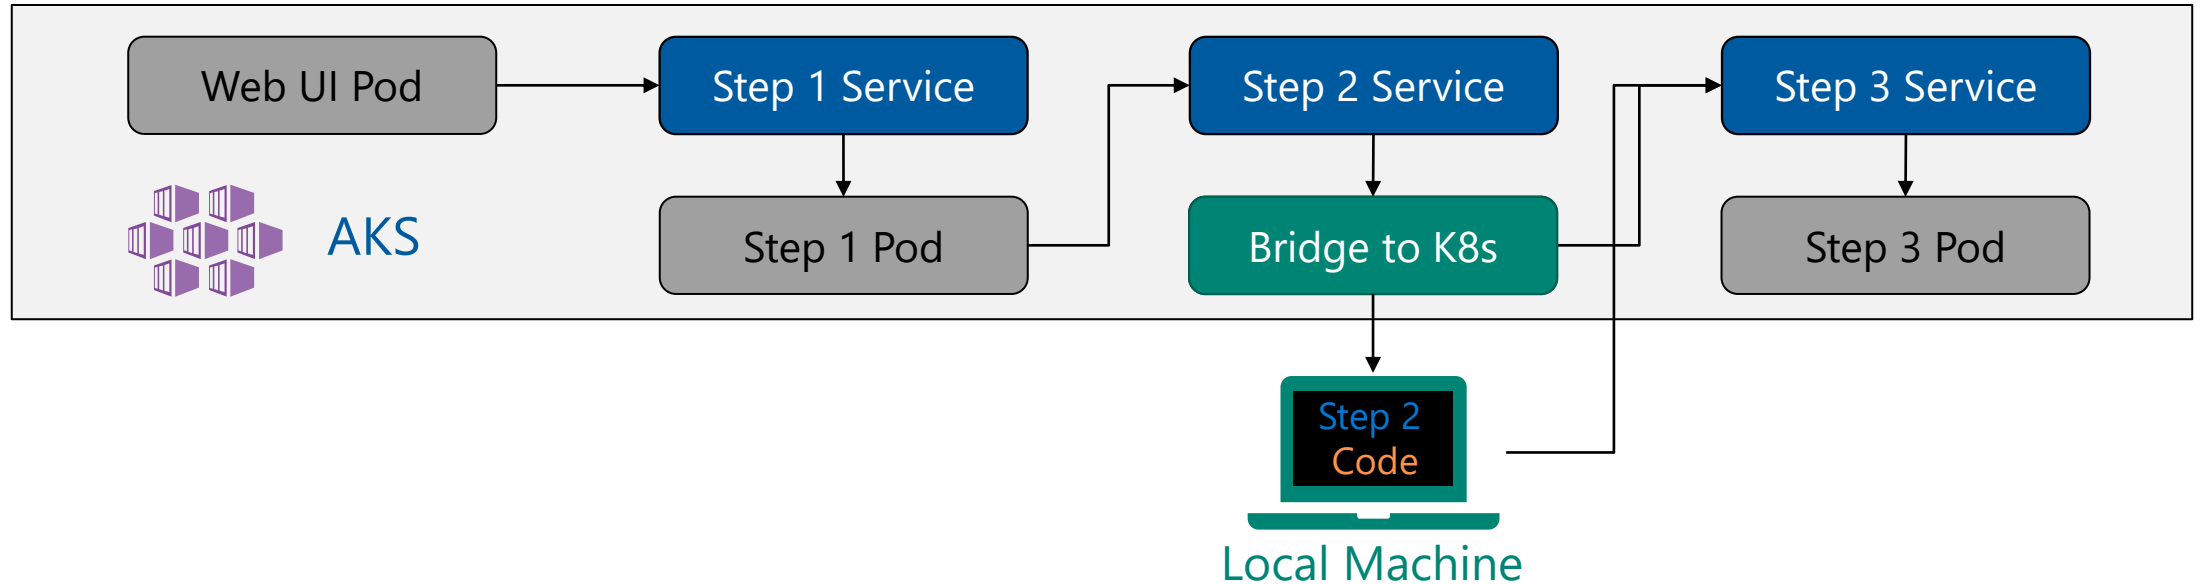 Web UI Pod
Step 1 Service
Step 2 Service
Step 3 Service
AKS
Step 1 Pod
Bridge to K8s
Step 3 Pod
Step 2
Code
Local Machine